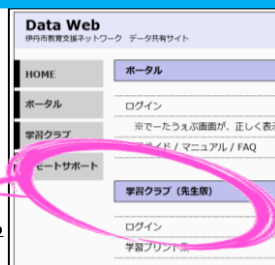 Data Web
伊丹市教育支援ネットワーク データ共有サイト
HOME
ポータル
学習クラブ
モートサポート
ポータル
ログイン
※でーたうぇぶ画面が、正しく表
イド / マニュアル / FAQ
学習クラブ（先生版）
ログイン
学習プリント集